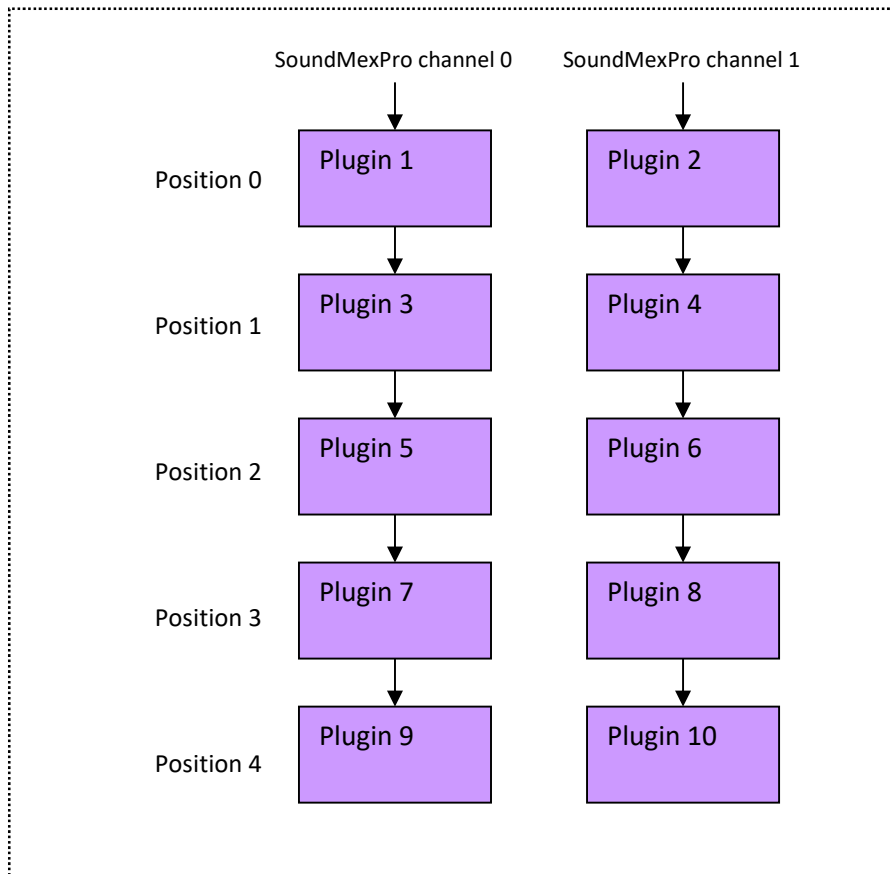 SoundMexPro channel 0
SoundMexPro channel 1
Position 0
Plugin 1
Plugin 2
Position 1
Plugin 3
Plugin 4
Position 2
Plugin 5
Plugin 6
Position 3
Plugin 7
Plugin 8
Position 4
Plugin 9
Plugin 10